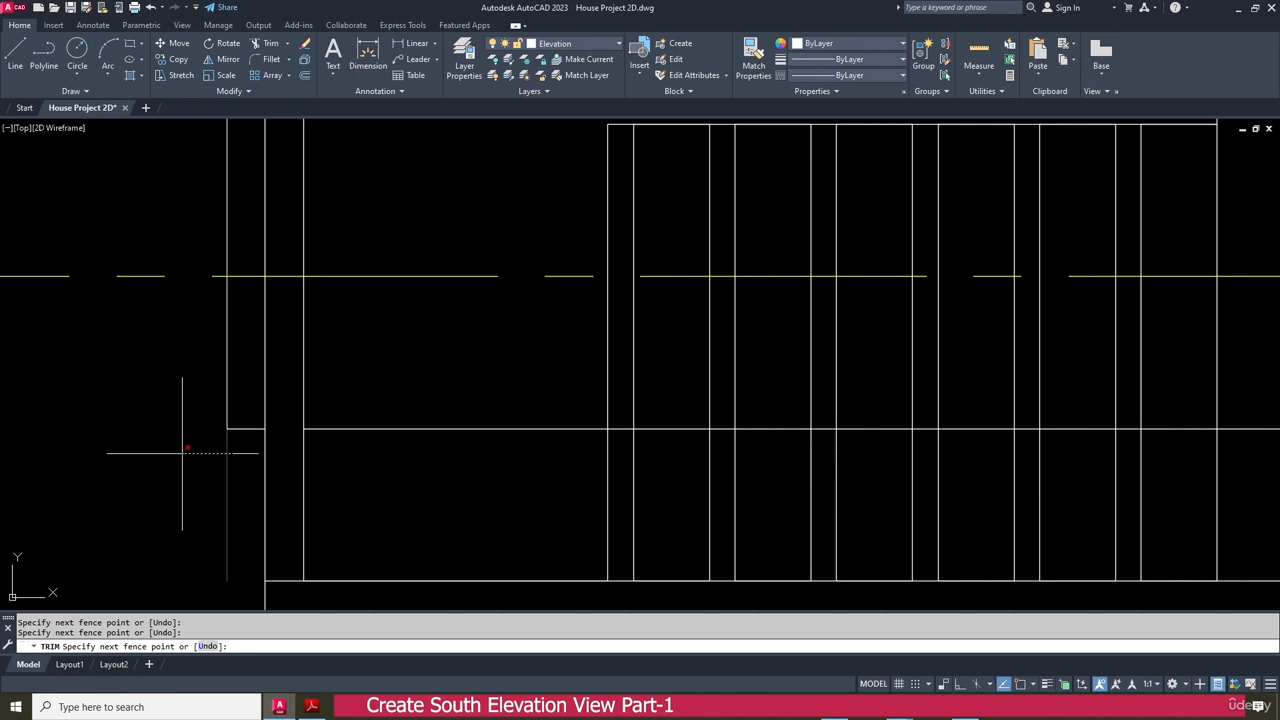 CAD
Share
Autodesk AutoCAD 2023 House Project 2D.dwg
Type a keyword or phrase
Sign In
Home Insert Annotate Parametric View Manage Output Add-ins Collaborate Express Tools Featured Apps
Line Polyline Circle Arc
Move Rotate Trim
Copy Mirror Fillet
Stretch Scale Array
Text Dimension
Linear
Leader
Table
Layer Properties
Elevation
Make Current
Match Layer
Insert
Create
Edit
Edit Attributes
Match Properties
ByLayer
ByLayer
ByLayer
Group
Measure
Paste
Base
Draw Modify Annotation Layers Block Properties Groups Utilities Clipboard View
Start House Project 2D*
[−][Top][2D Wireframe]
Y
X
Specify next fence point or [Undo]:
Specify next fence point or [Undo]:
TRIM Specify next fence point or [Undo]:
Model Layout1 Layout2
MODEL 1:1
Type here to search
Create South Elevation View Part-1
udemy